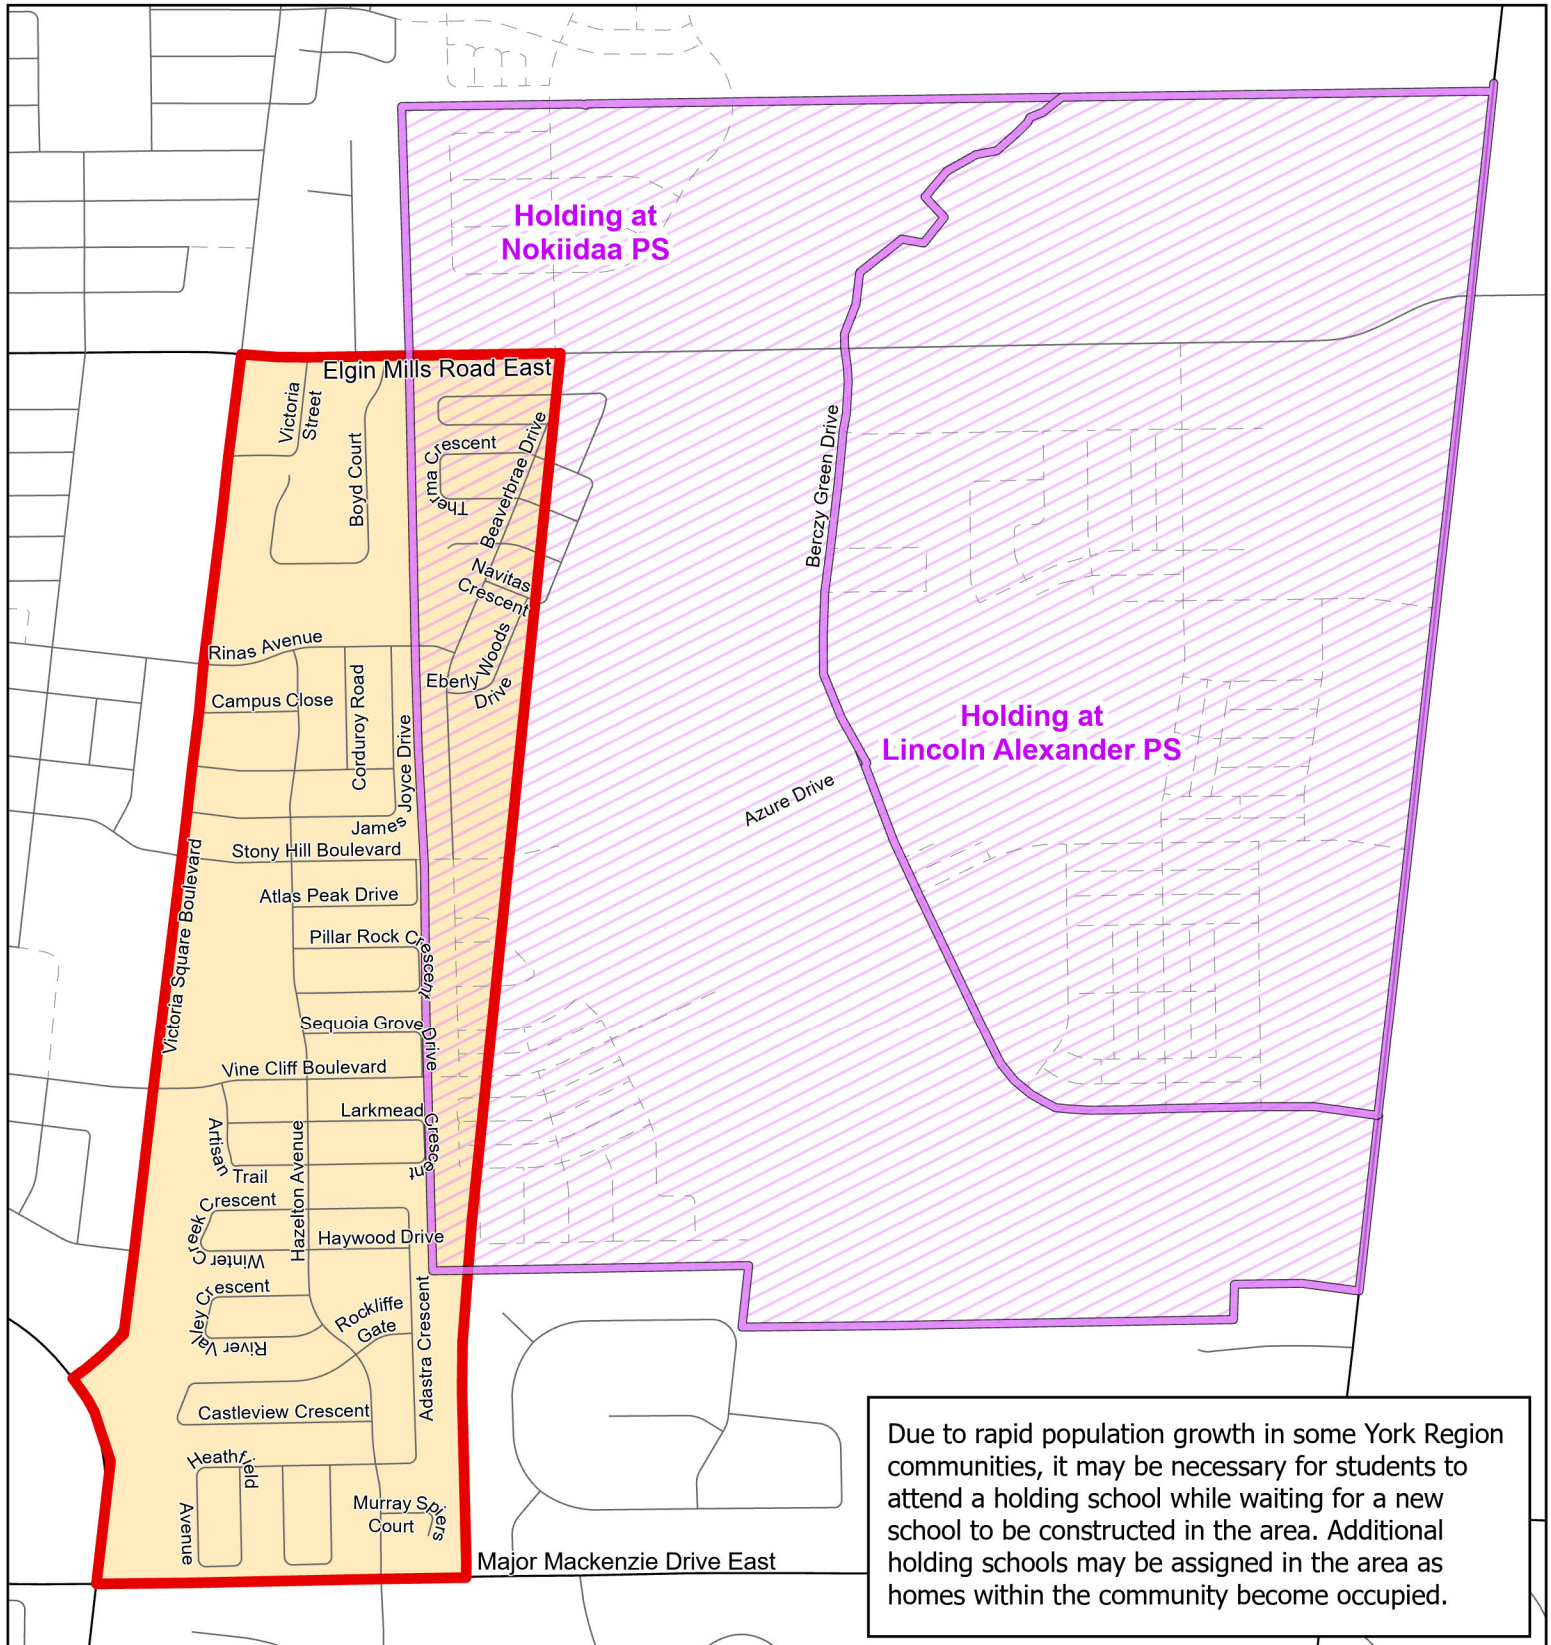 Holding at
Nokiidaa PS
Elgin Mills Road East
Victoria
Street
Boyd Court
Therma Crescent
Beaverbrae Drive
Navitas
Crescent
Berczy Green Drive
Rinas Avenue
Eberly Woods
Drive
Campus Close
Corduroy Road
James Joyce Drive
Holding at
Lincoln Alexander PS
Azure Drive
Stony Hill Boulevard
Victoria Square Boulevard
Atlas Peak Drive
Pillar Rock Crescent
Sequoia Grove Drive
Vine Cliff Boulevard
Larkmead Crescent
Artisan
Trail
Hazelton Avenue
Winter Creek Crescent
Haywood Drive
River Valley Crescent
Rockliffe
Gate
Adastra Crescent
Castleview Crescent
Heathfield
Avenue
Murray Spiers
Court
Major Mackenzie Drive East
Due to rapid population growth in some York Region
communities, it may be necessary for students to
attend a holding school while waiting for a new
school to be constructed in the area. Additional
holding schools may be assigned in the area as
homes within the community become occupied.